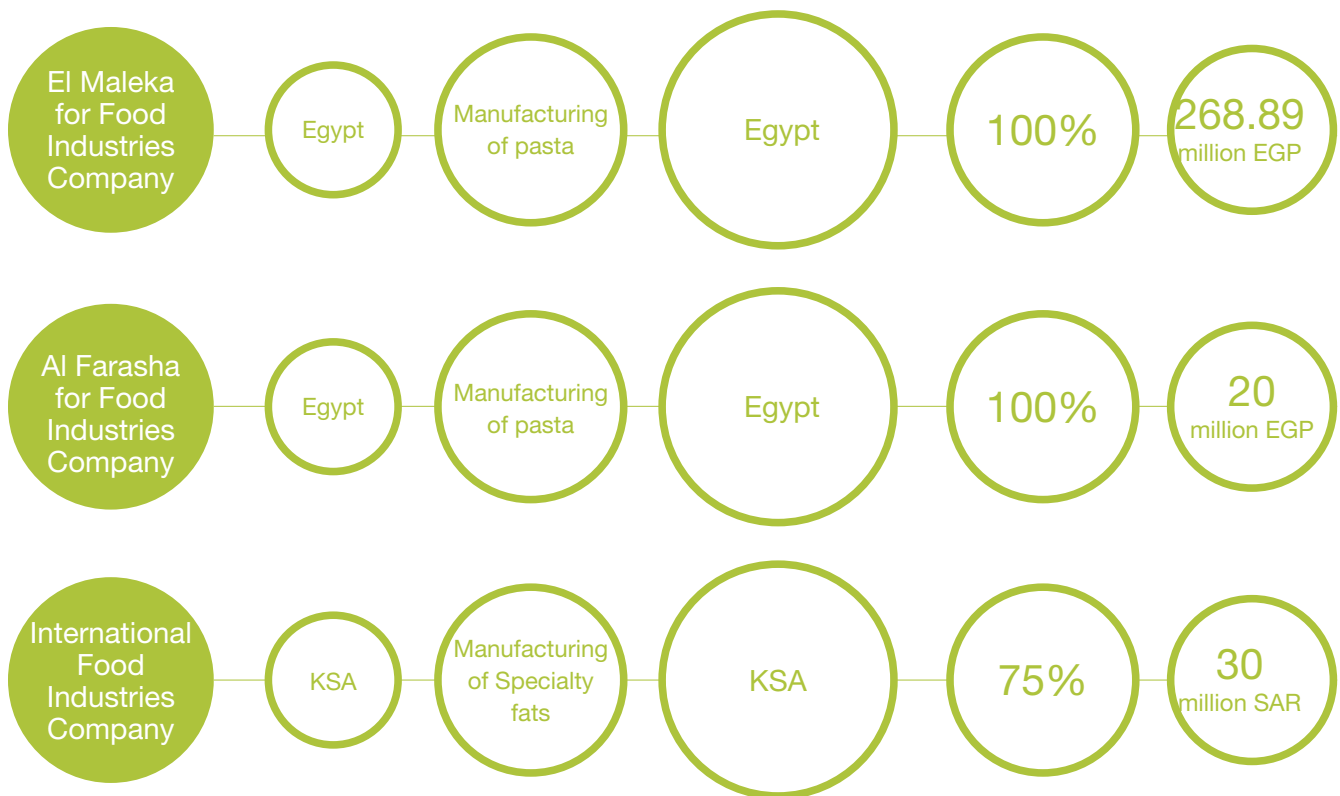 El Maleka
for Food
Industries
Company
Egypt
Manufacturing
of pasta
Egypt
100%
268.89
million EGP
Al Farasha
for Food
Industries
Company
Egypt
Manufacturing
of pasta
Egypt
100%
20
million EGP
International
Food
Industries
Company
KSA
Manufacturing
of Specialty
fats
KSA
75%
30
million SAR